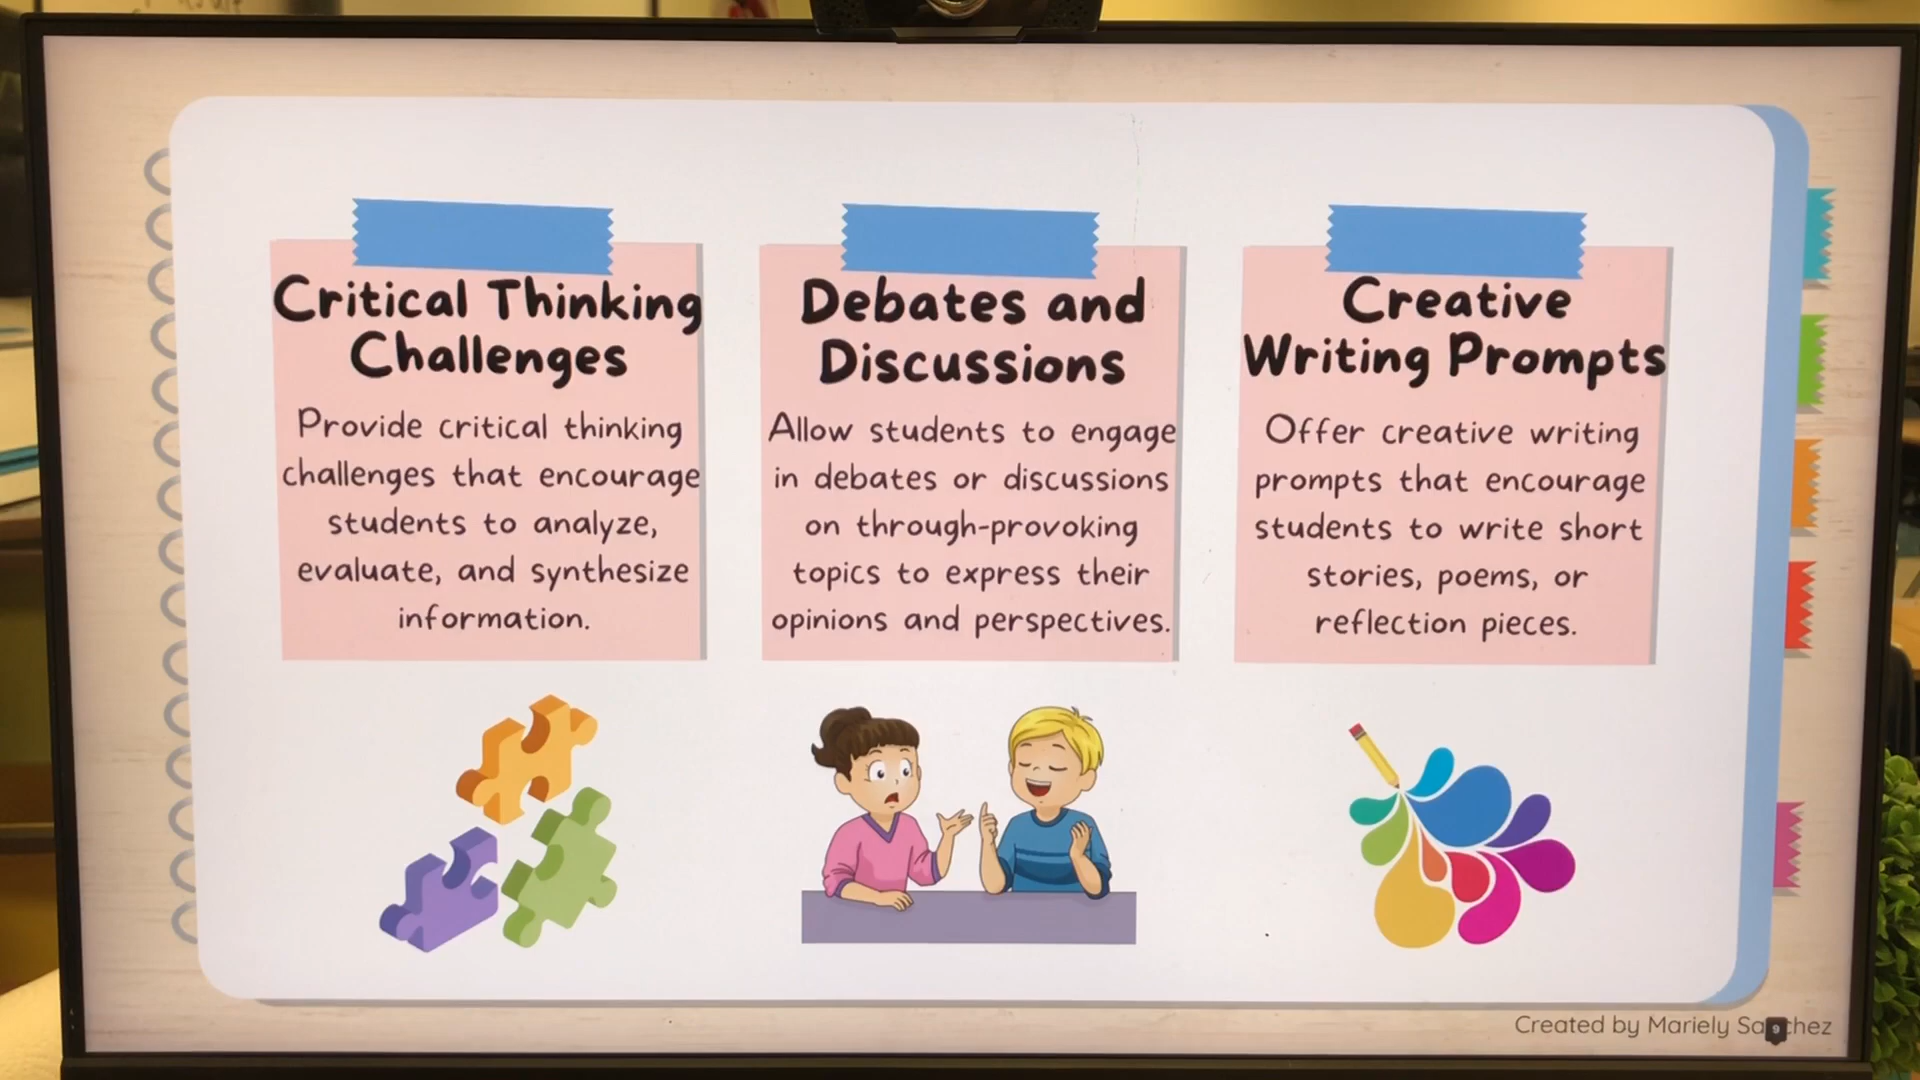 Critical Thinking
Challenges
Provide critical thinking
challenges that encourage
students to analyze,
evaluate, and synthesize
information.
Debates and
Discussions
Allow students to engage
in debates or discussions
on through-provoking
topics to express their
opinions and perspectives.
Creative
Writing Prompts
Offer creative writing
prompts that encourage
students to write short
stories, poems, or
reflection pieces.
Created by Mariely
9